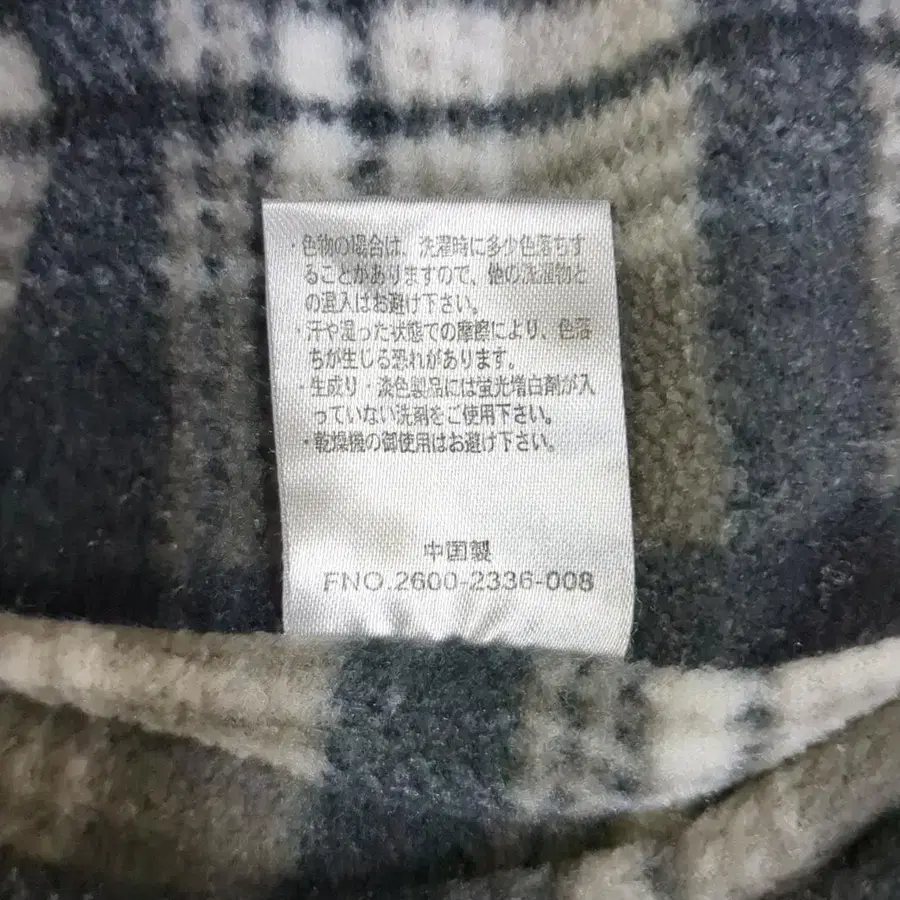 ・色物の場合は、洗濯時に多少色落ちす
ることがありますので、他の洗濯物と
の混入はお避け下さい。
・汗や湿った状態での摩擦により、色落
ちが生じる恐れがあります。
・生成り・淡色製品には蛍光増白剤が入
っていない洗剤をご使用下さい。
・乾燥機の御使用はお避け下さい。
中国製
FNO.2600-2336-008